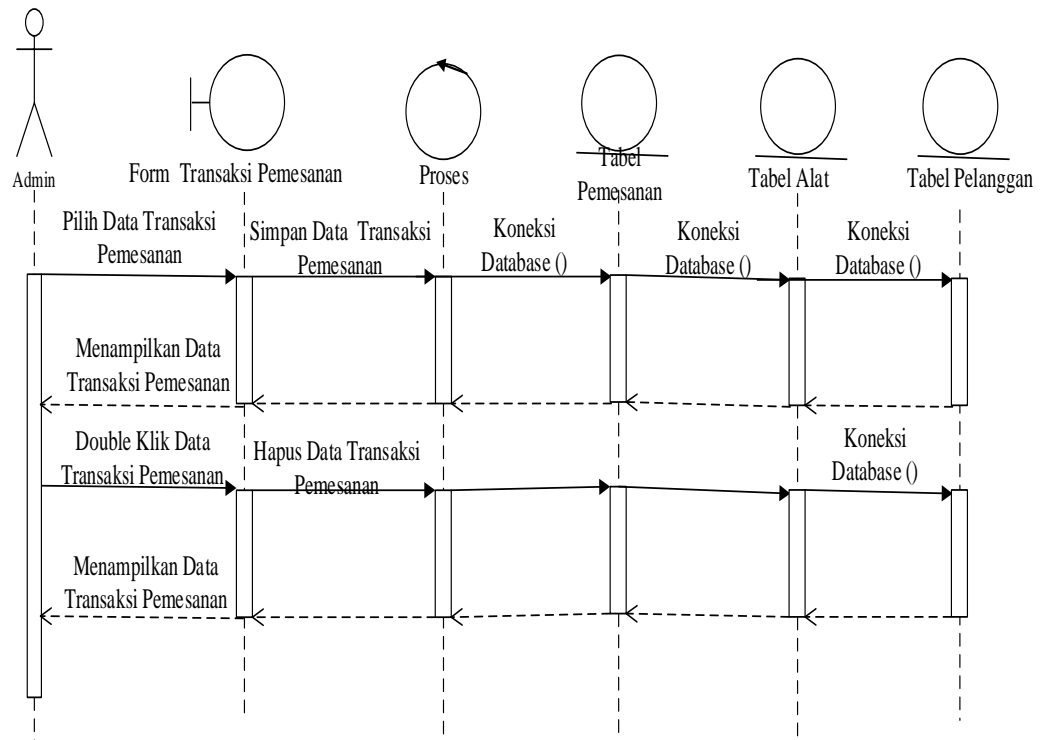 Admin
Form Transaksi Pemesanan
Proses
Tabel
Pemesanan
Tabel Alat
Tabel Pelanggan
Pilih Data Transaksi
Pemesanan
Simpan Data Transaksi
Pemesanan
Koneksi
Database ()
Koneksi
Database ()
Koneksi
Database ()
Menampilkan Data
Transaksi Pemesanan
Double Klik Data
Transaksi Pemesanan
Hapus Data Transaksi
Pemesanan
Koneksi
Database ()
Menampilkan Data
Transaksi Pemesanan